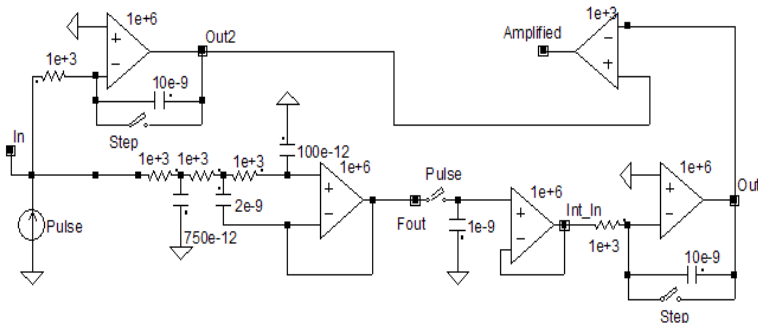 1e+6
Out2
1e+3
Amplified
1e+3
10e-9
Step
In
1e+3
1e+3
1e+3
100e-12
1e+6
Pulse
1e+6
1e+6
Out
2e-9
Fout
1e-9
Int_In
Pulse
750e-12
1e+3
10e-9
Step